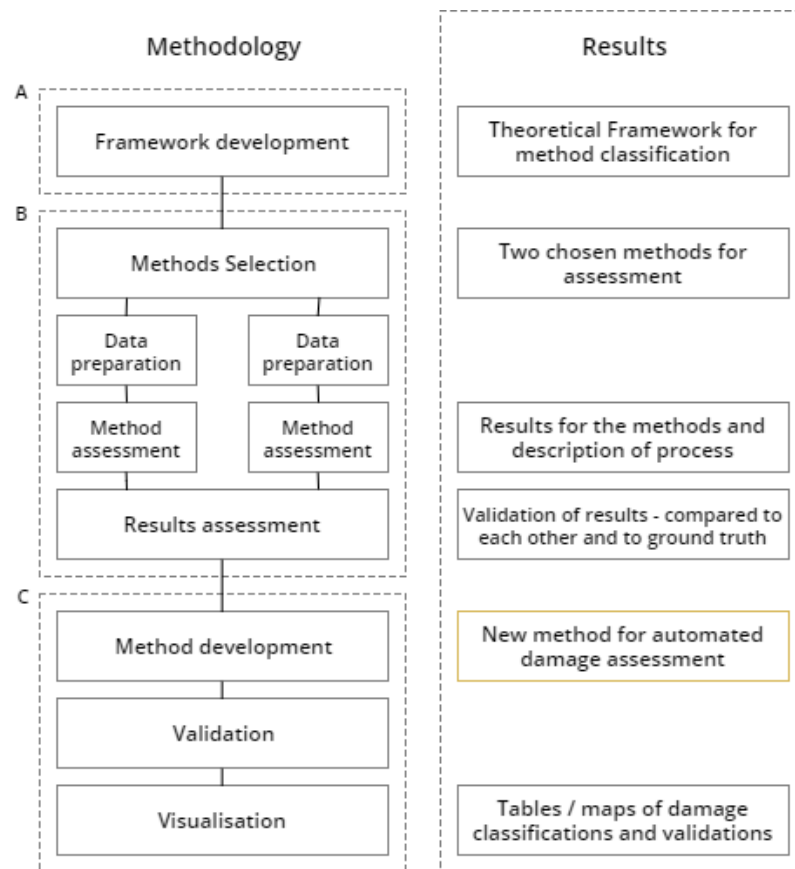 Methodology
Results
A
Framework development
Theoretical Framework for
method classification
B
Methods Selection
Two chosen methods for
assessment
Data
preparation
Data
preparation
Method
assessment
Method
assessment
Results for the methods and
description of process
Results assessment
Validation of results - compared to
each other and to ground truth
C
Method development
New method for automated
damage assessment
Validation
Visualisation
Tables / maps of damage
classifications and validations